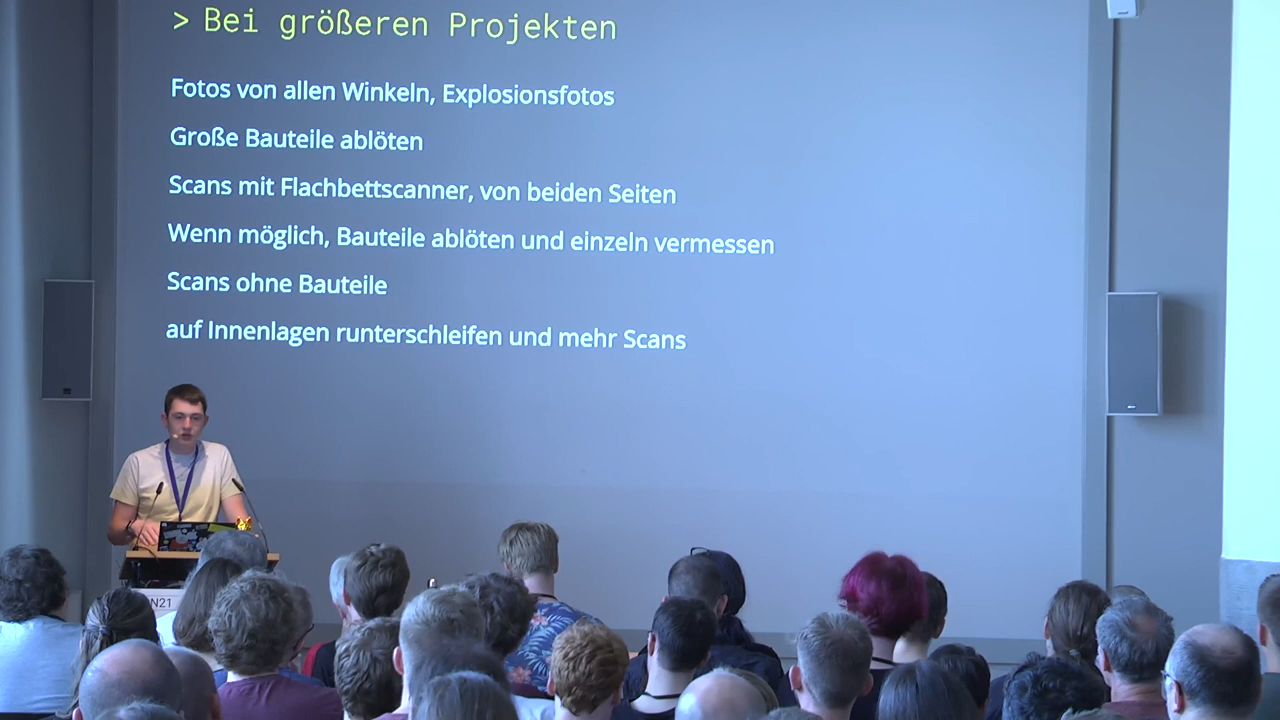 > Bei größeren Projekten
Fotos von allen Winkeln, Explosionsfotos
Große Bauteile ablöten
Scans mit Flachbettscanner, von beiden Seiten
Wenn möglich, Bauteile ablöten und einzeln vermessen
Scans ohne Bauteile
auf Innenlagen runterschleifen und mehr Scans
N21